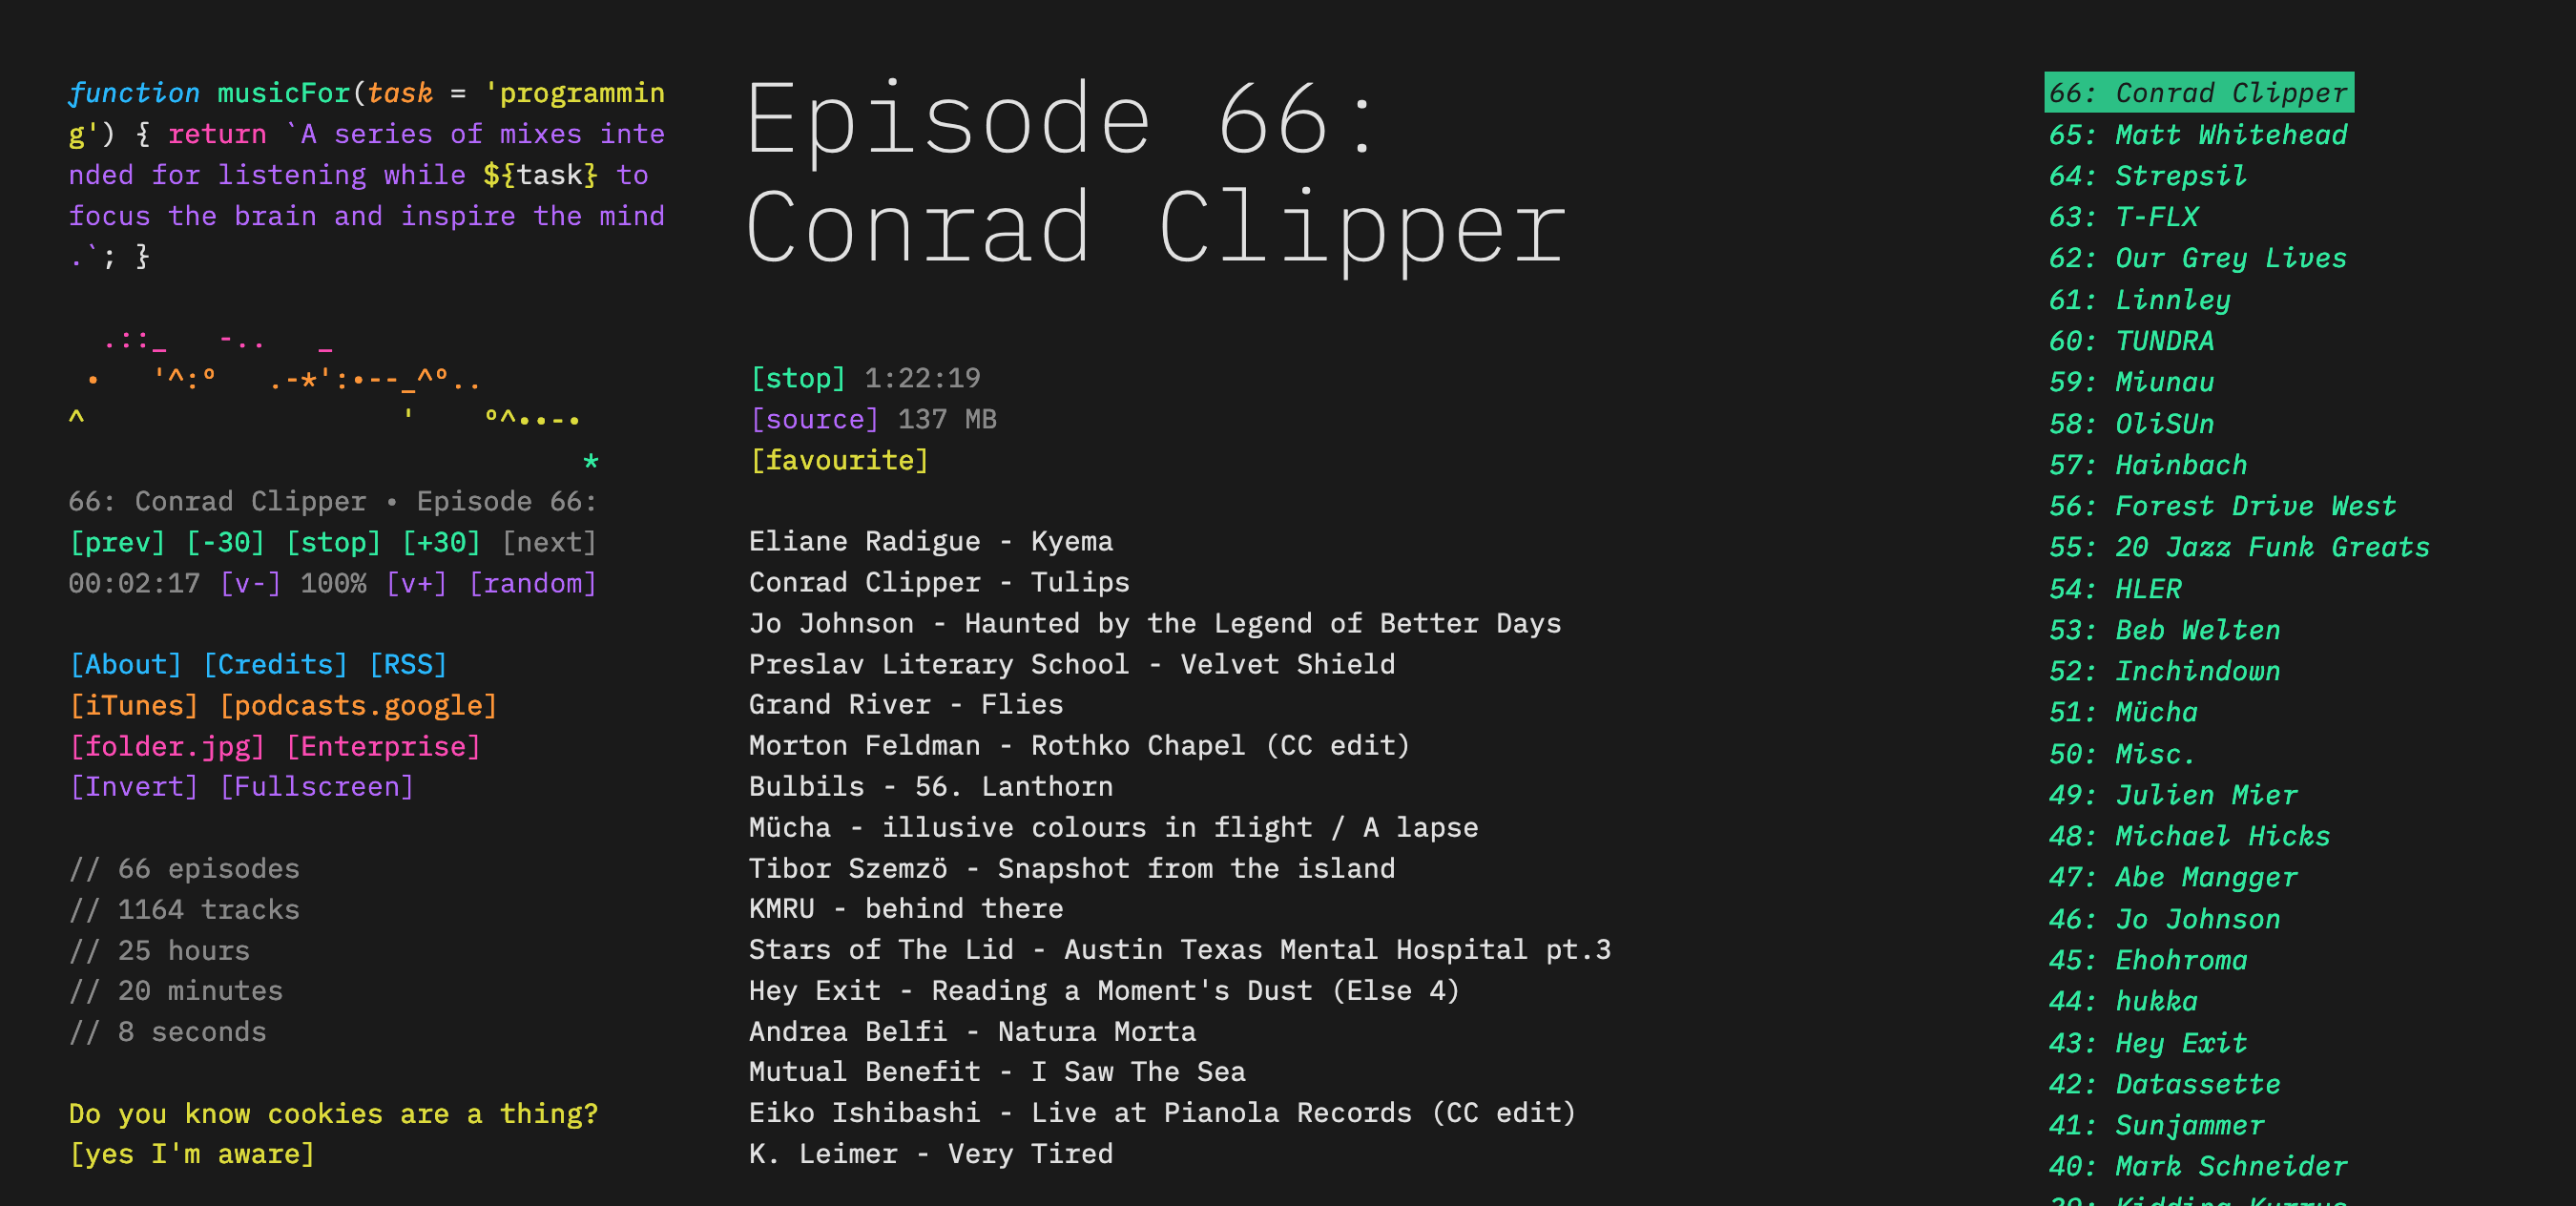 function musicFor(task = 'programmin
g') { return `A series of mixes inte
nded for listening while ${task} to
focus the brain and inspire the mind
.`; }
.::_   -..   _
•   '^:º   .-*':•--_^º..
^                   '    º^••-•
*
66: Conrad Clipper • Episode 66:
[prev] [-30] [stop] [+30] [next]
00:02:17 [v-] 100% [v+] [random]
[About] [Credits] [RSS]
[iTunes] [podcasts.google]
[folder.jpg] [Enterprise]
[Invert] [Fullscreen]
// 66 episodes
// 1164 tracks
// 25 hours
// 20 minutes
// 8 seconds
Do you know cookies are a thing?
[yes I'm aware]
Episode 66:
Conrad Clipper
[stop] 1:22:19
[source] 137 MB
[favourite]
Eliane Radigue - Kyema
Conrad Clipper - Tulips
Jo Johnson - Haunted by the Legend of Better Days
Preslav Literary School - Velvet Shield
Grand River - Flies
Morton Feldman - Rothko Chapel (CC edit)
Bulbils - 56. Lanthorn
Mücha - illusive colours in flight / A lapse
Tibor Szemzö - Snapshot from the island
KMRU - behind there
Stars of The Lid - Austin Texas Mental Hospital pt.3
Hey Exit - Reading a Moment's Dust (Else 4)
Andrea Belfi - Natura Morta
Mutual Benefit - I Saw The Sea
Eiko Ishibashi - Live at Pianola Records (CC edit)
K. Leimer - Very Tired
66: Conrad Clipper
65: Matt Whitehead
64: Strepsil
63: T-FLX
62: Our Grey Lives
61: Linnley
60: TUNDRA
59: Miunau
58: OliSUn
57: Hainbach
56: Forest Drive West
55: 20 Jazz Funk Greats
54: HLER
53: Beb Welten
52: Inchindown
51: Mücha
50: Misc.
49: Julien Mier
48: Michael Hicks
47: Abe Mangger
46: Jo Johnson
45: Ehohroma
44: hukka
43: Hey Exit
42: Datassette
41: Sunjammer
40: Mark Schneider